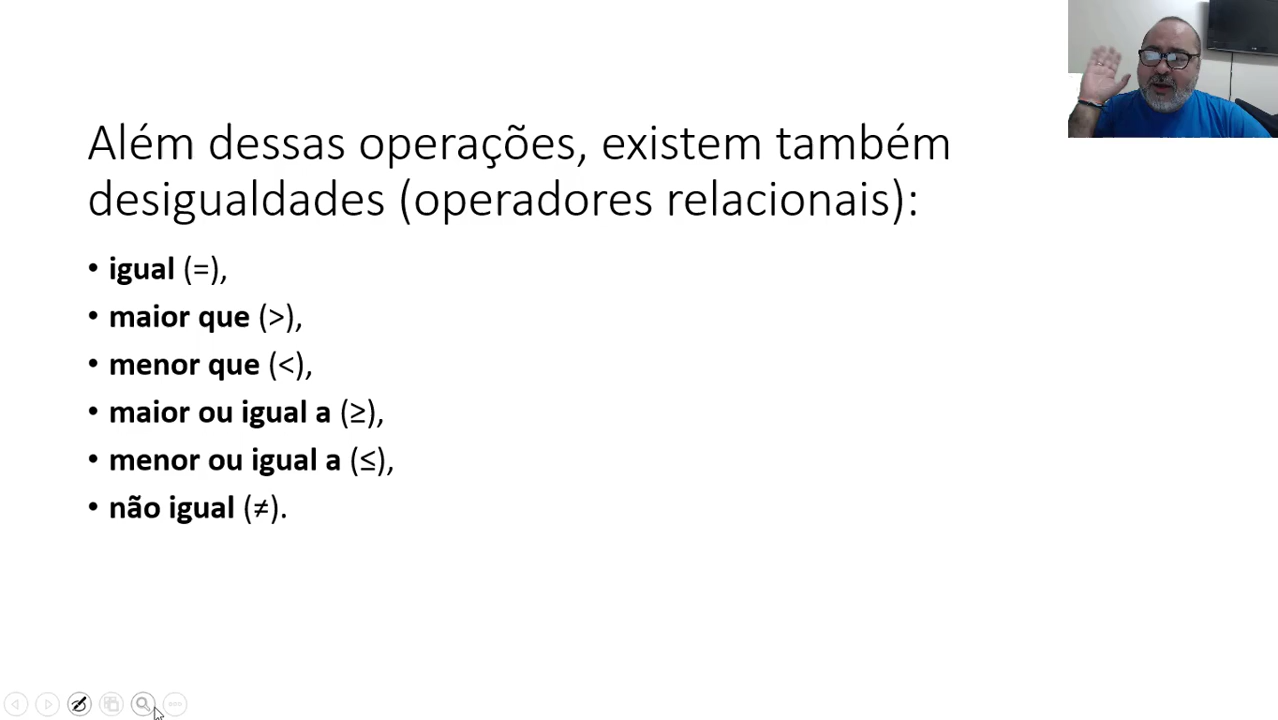 Além dessas operações, existem também
desigualdades (operadores relacionais):
• igual (=),
• maior que (>),
• menor que (<),
• maior ou igual a (≥),
• menor ou igual a (≤),
• não igual (≠).